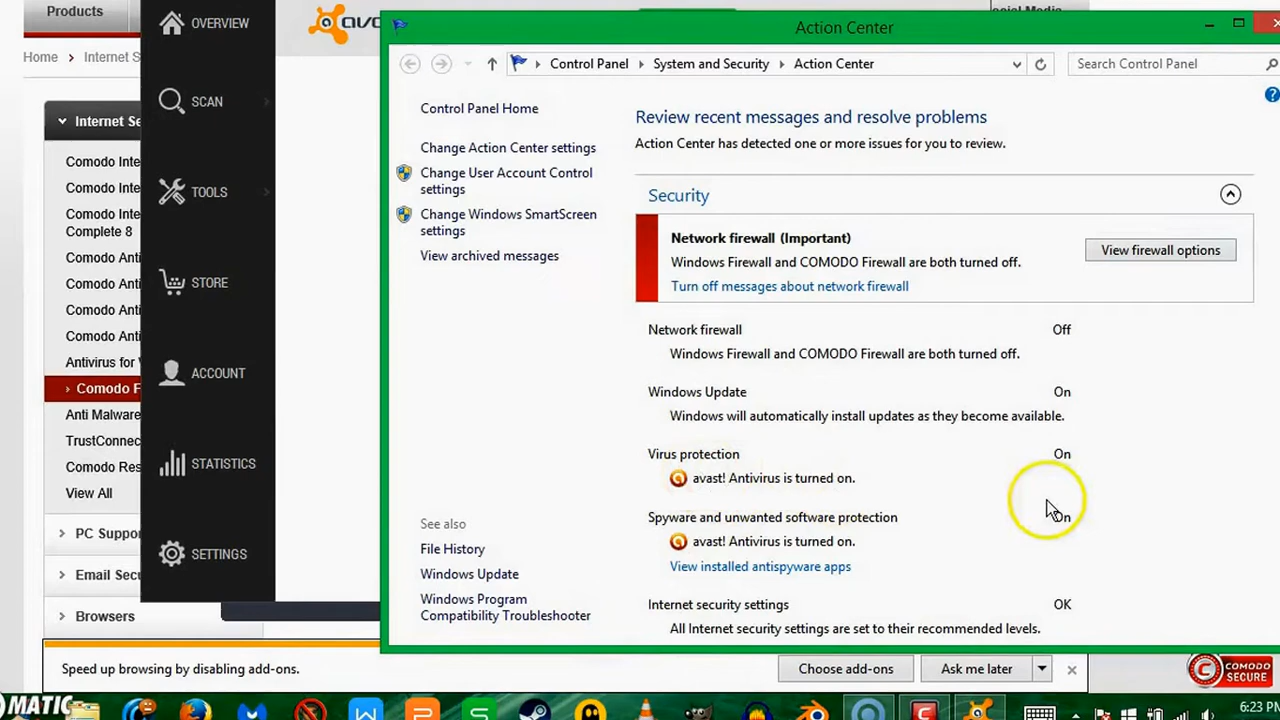 Products
Home
Internet S
Internet Se
Comodo Inte
Comodo Inte
Comodo Inte
Complete 8
Comodo Anti
Comodo Anti
Comodo Anti
Comodo Anti
Antivirus for
Comodo F
Anti Malware
TrustConnec
Comodo Res
View All
PC Suppor
Email Secu
Browsers
OVERVIEW
SCAN
TOOLS
STORE
ACCOUNT
STATISTICS
SETTINGS
Action Center
Control Panel
System and Security
Action Center
Search Control Panel
Control Panel Home
Change Action Center settings
Change User Account Control
settings
Change Windows SmartScreen
settings
View archived messages
See also
File History
Windows Update
Windows Program
Compatibility Troubleshooter
Review recent messages and resolve problems
Action Center has detected one or more issues for you to review.
Security
Network firewall (Important)
Windows Firewall and COMODO Firewall are both turned off.
View firewall options
Turn off messages about network firewall
Network firewall Off
Windows Firewall and COMODO Firewall are both turned off.
Windows Update On
Windows will automatically install updates as they become available.
Virus protection On
avast! Antivirus is turned on.
Spyware and unwanted software protection On
avast! Antivirus is turned on.
View installed antispyware apps
Internet security settings OK
All Internet security settings are set to their recommended levels.
Speed up browsing by disabling add-ons.
Choose add-ons
Ask me later
COMODO
SECURE
MATIC
6:23 PM